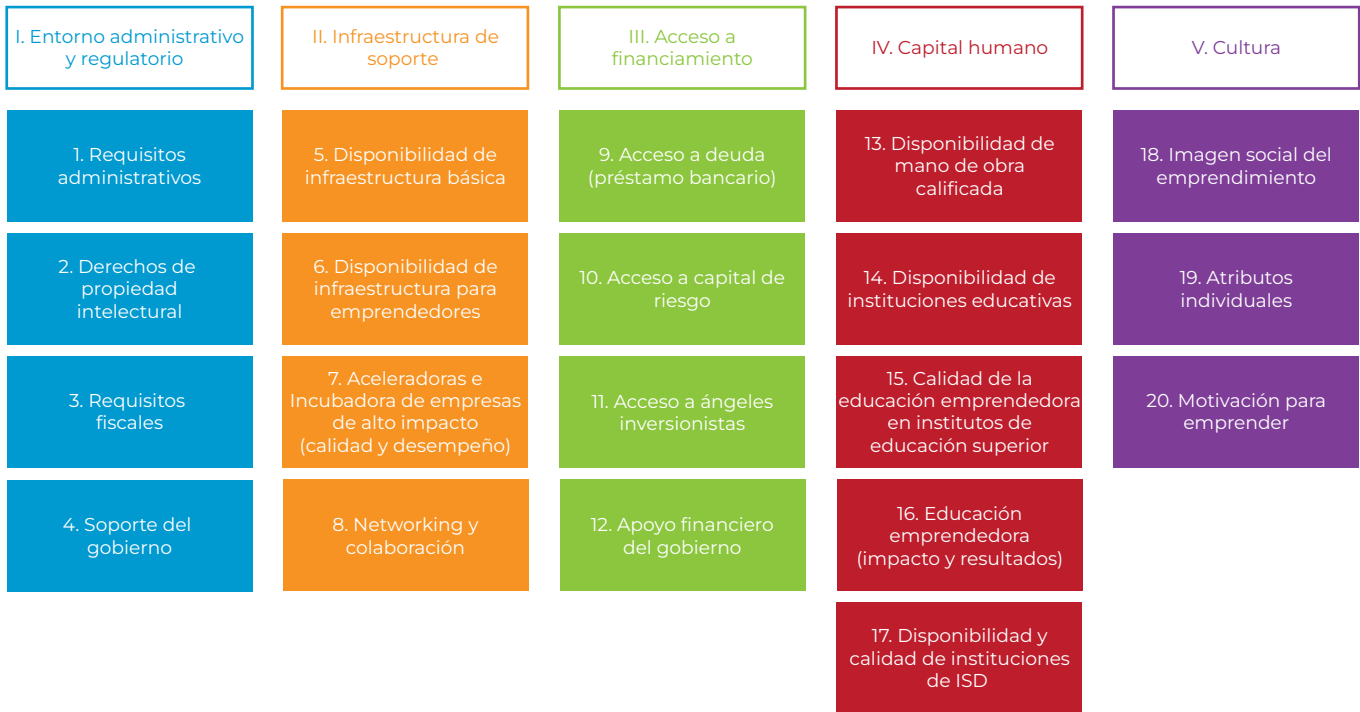 I. Entorno administrativo
y regulatorio
1. Requisitos
administrativos
2. Derechos de
propiedad
intelectural
3. Requisitos
fiscales
4. Soporte del
gobierno
II. Infraestructura de
soporte
5. Disponibilidad de
infraestructura básica
6. Disponibilidad de
infraestructura para
emprendedores
7. Aceleradoras e
Incubadora de empresas
de alto impacto
(calidad y desempeño)
8. Networking y
colaboración
III. Acceso a
financiamiento
9. Acceso a deuda
(préstamo bancario)
10. Acceso a capital de
riesgo
11. Acceso a ángeles
inversionistas
12. Apoyo financiero
del gobierno
IV. Capital humano
13. Disponibilidad de
mano de obra
calificada
14. Disponibilidad de
instituciones educativas
15. Calidad de la
educación emprendedora
en institutos de
educación superior
16. Educación
emprendedora
(impacto y resultados)
17. Disponibilidad y
calidad de instituciones
de ISD
V. Cultura
18. Imagen social del
emprendimiento
19. Atributos
individuales
20. Motivación para
emprender